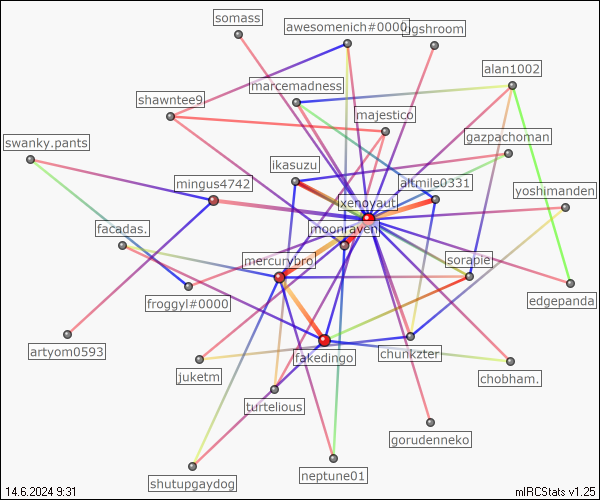 somass
awesomenich#0000
ngshroom
alan1002
marcemadness
shawntee9
majestico
gazpachoman
swanky.pants
ikasuzu
mingus4742
altmile0331
yoshimanden
xenoyaut
facadas.
moonraven
mercurybro
sorapie
froggyl#0000
edgepanda
artyom0593
fakedingo
chunkzter
juketm
chobham.
turtelious
gorudenneko
shutupgaydog
neptune01
14.6.2024 9:31
mIRCStats v1.25